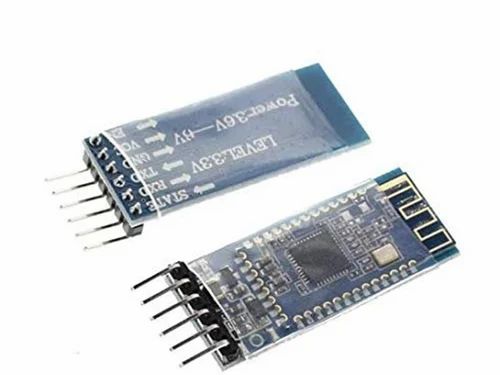 Power:3.6V---6V
LEVEL:3.3V
VCC
GND
TXD
RXD
STATE